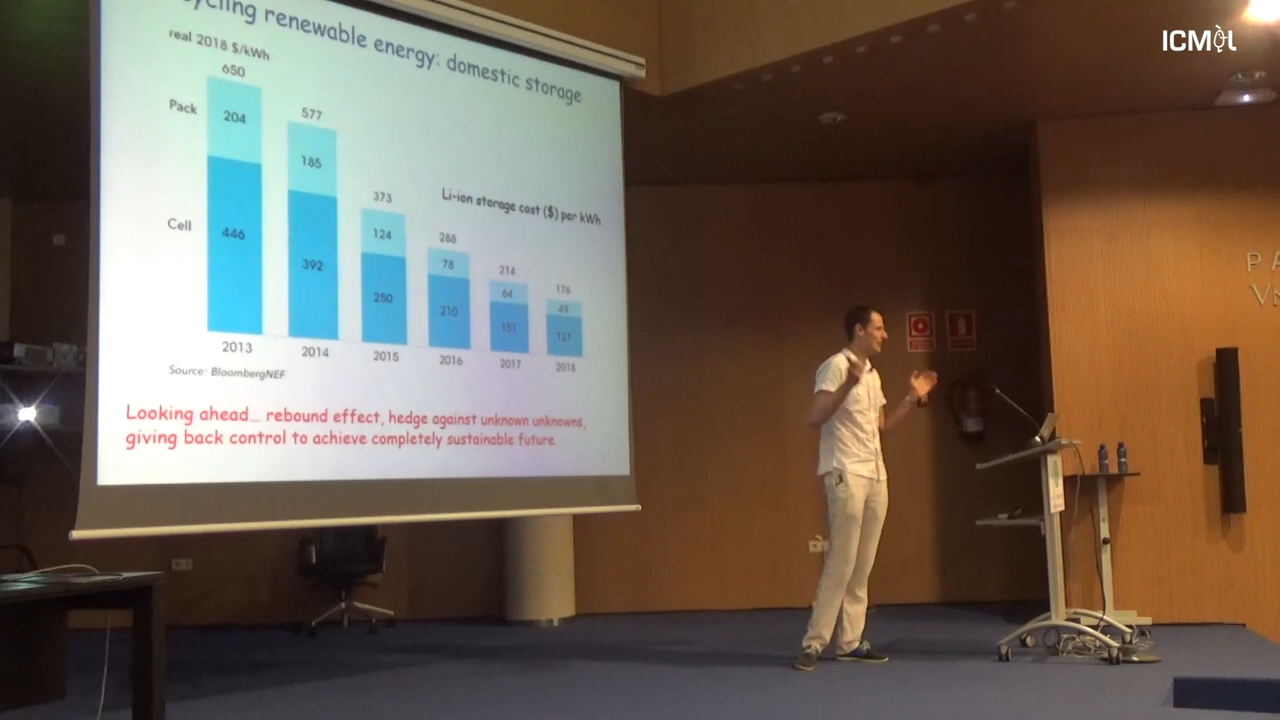 ycling renewable energy: domestic storage
real 2018 $/kWh
650
577
373
288
214
176
Pack
204
185
124
78
64
49
Li-ion storage cost ($) per kWh
Cell
446
392
250
210
151
127
2013
2014
2015
2016
2017
2018
Source: BloombergNEF
Looking ahead... rebound effect, hedge against unknown unknowns,
giving back control to achieve completely sustainable future.
ICMOL
PA
V